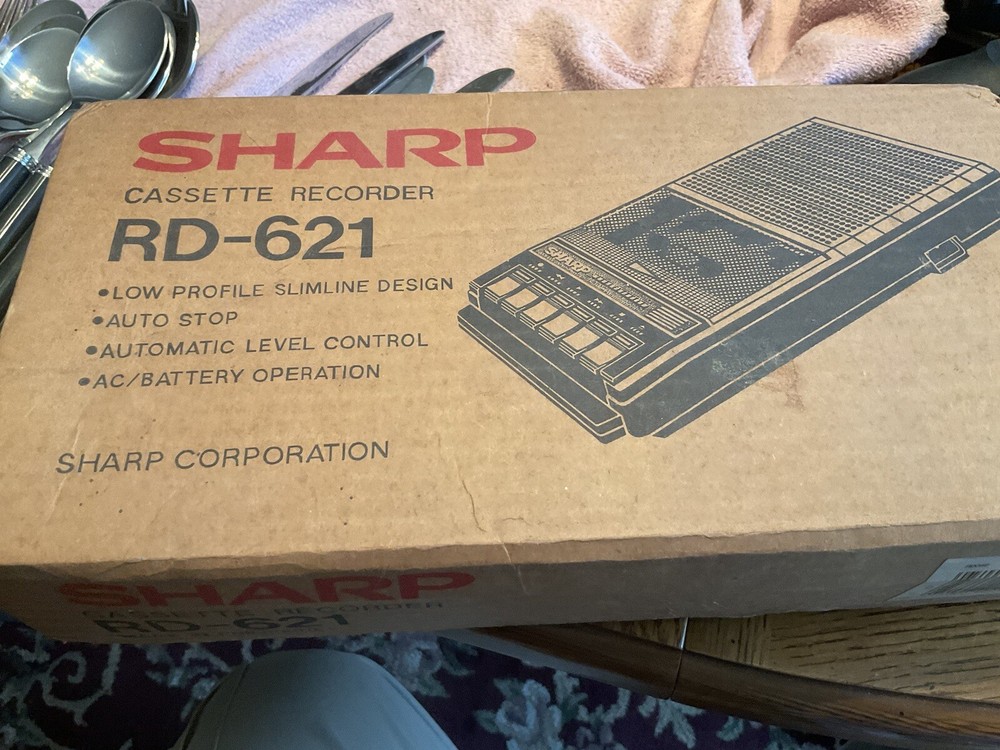 SHARP
CASSETTE RECORDER
RD-621
•LOW PROFILE SLIMLINE DESIGN
•AUTO STOP
•AUTOMATIC LEVEL CONTROL
•AC/BATTERY OPERATION
SHARP CORPORATION
SHARP
SHARP
CASSETTE RECORDER
RD-621